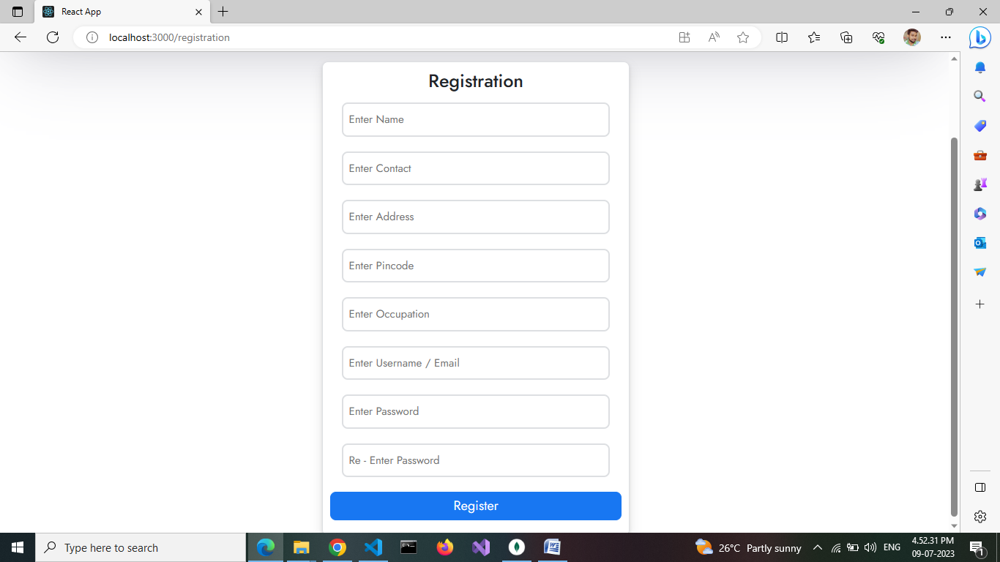 React App
localhost:3000/registration
Registration
Enter Name
Enter Contact
Enter Address
Enter Pincode
Enter Occupation
Enter Username / Email
Enter Password
Re - Enter Password
Register
Type here to search
26°C Partly sunny
ENG
4.52.31 PM
09-07-2023
1